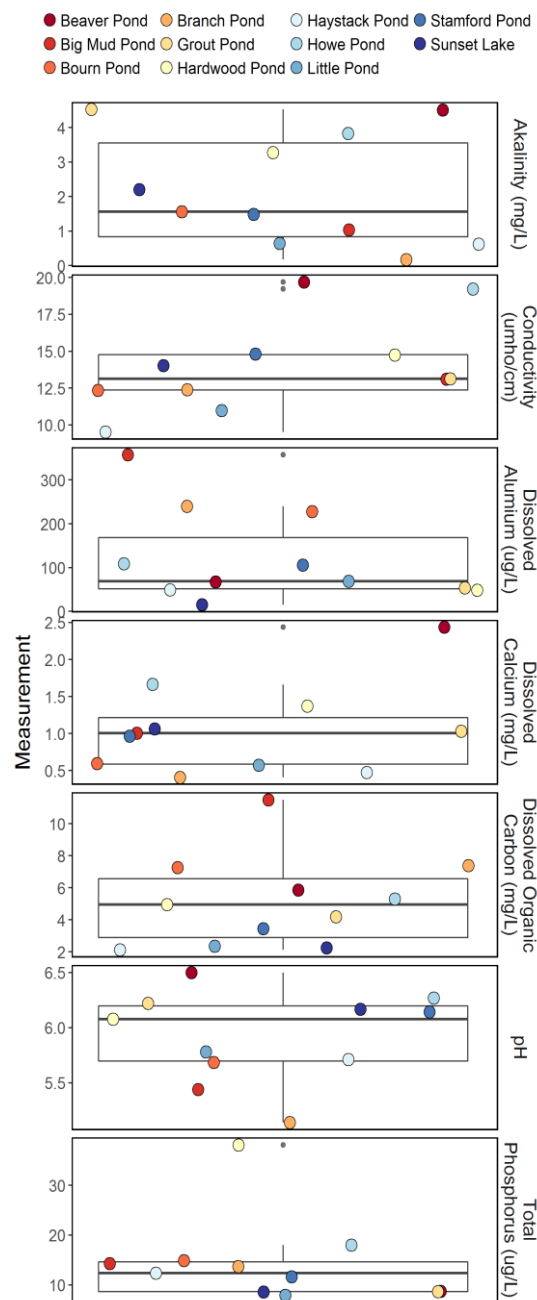 Beaver Pond Branch Pond Haystack Pond Stamford Pond
Big Mud Pond Grout Pond Howe Pond Sunset Lake
Bourn Pond Hardwood Pond Little Pond
Measurement
4
3
2
1
0
Akalinity (mg/L)
20.0
17.5
15.0
12.5
10.0
Conductivity
(umho/cm)
300
200
100
0
Dissolved
Alumium (ug/L)
2.5
2.0
1.5
1.0
0.5
Dissolved
Calcium (mg/L)
10
8
6
4
2
Dissolved Organic
Carbon (mg/L)
6.5
6.0
5.5
pH
30
20
10
Total
Phosphorus (ug/L)